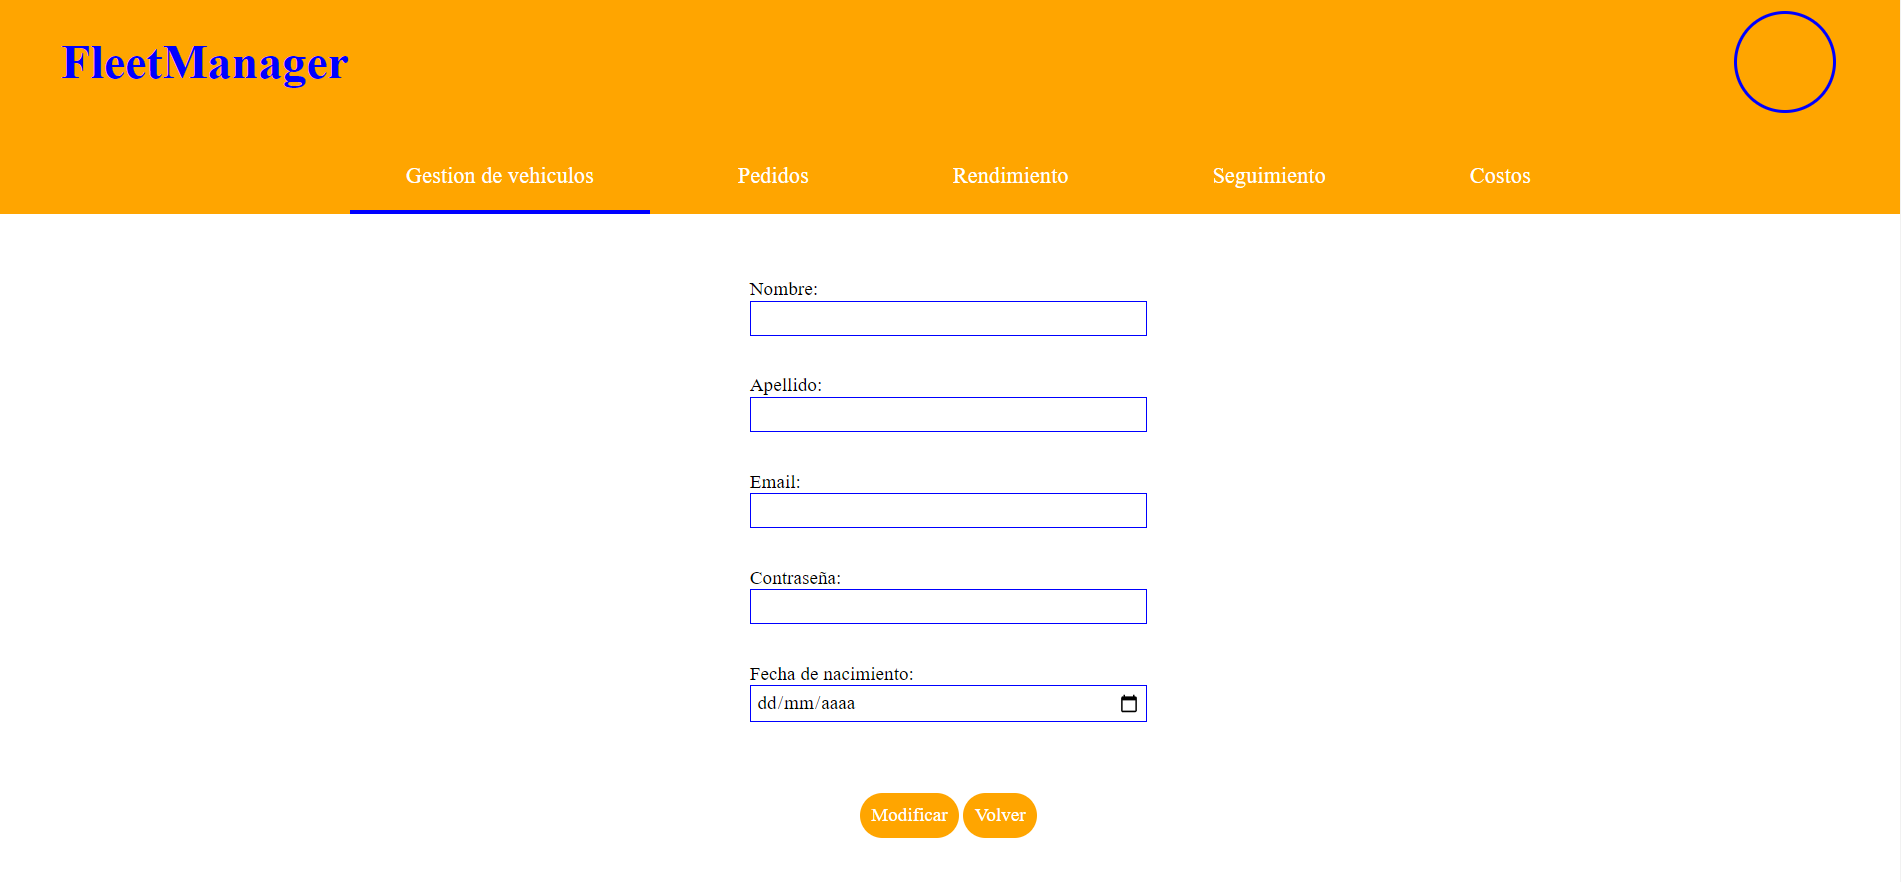 FleetManager
Gestion de vehiculos Pedidos Rendimiento Seguimiento Costos
Nombre:
Apellido:
Email:
Contraseña:
Fecha de nacimiento:
dd/mm/aaaa
Modificar Volver